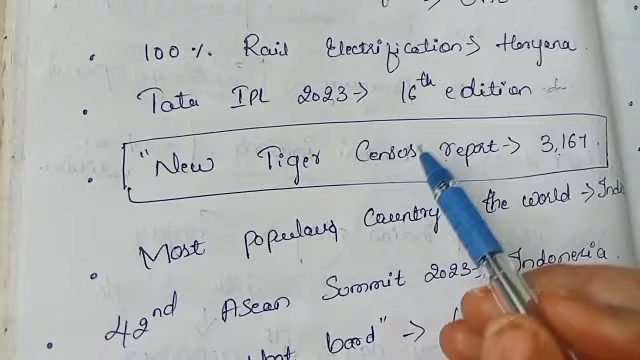 100% Rail Electrification → Haryana
Tata IPL 2023 → 16th edition
"New Tiger Census report → 3,167
Most populous Country the world → Indi
42nd Asean Summit 2023 → Indonesia